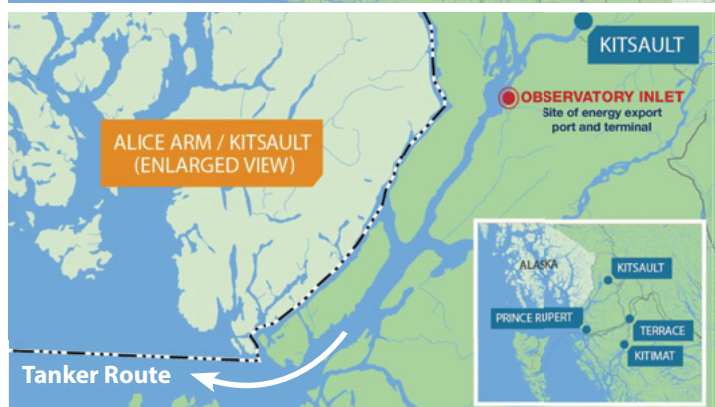 KITSAULT
OBSERVATORY INLET
Site of energy export
port and terminal
ALICE ARM / KITSAULT
(ENLARGED VIEW)
ALASKA
KITSAULT
PRINCE RUPERT
TERRACE
KITIMAT
Tanker Route